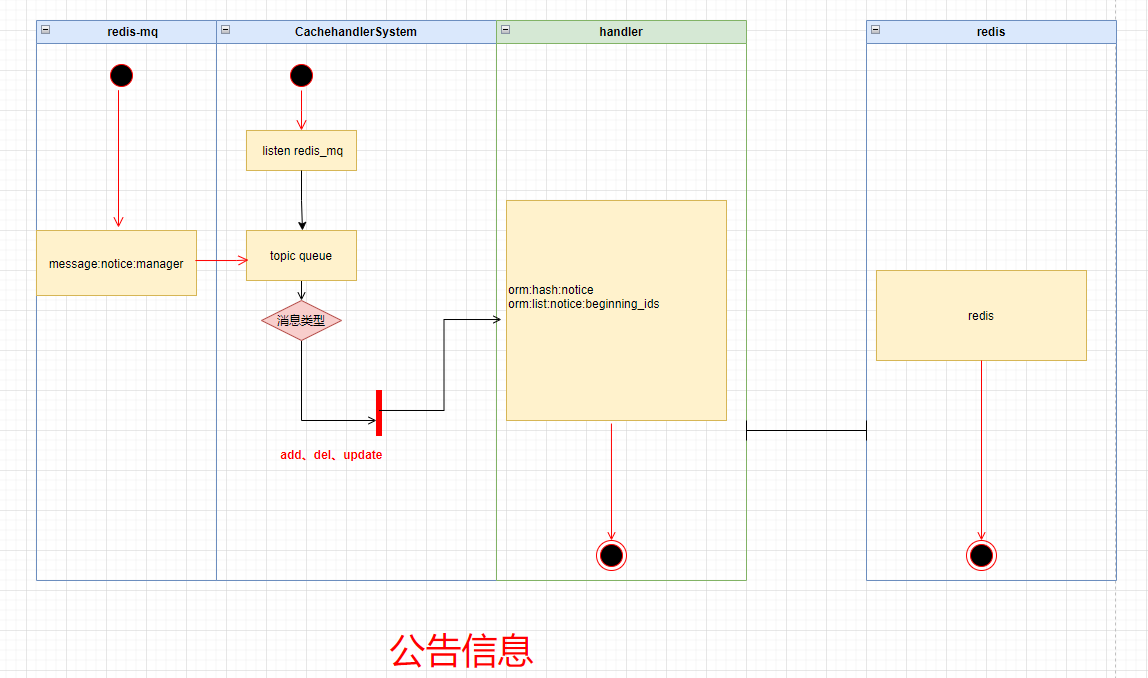 redis-mq
CachehandlerSystem
handler
redis
listen redis_mq
message:notice:manager
topic queue
消息类型
orm:hash:notice
orm:list:notice:beginning_ids
redis
add、del、update
公告信息